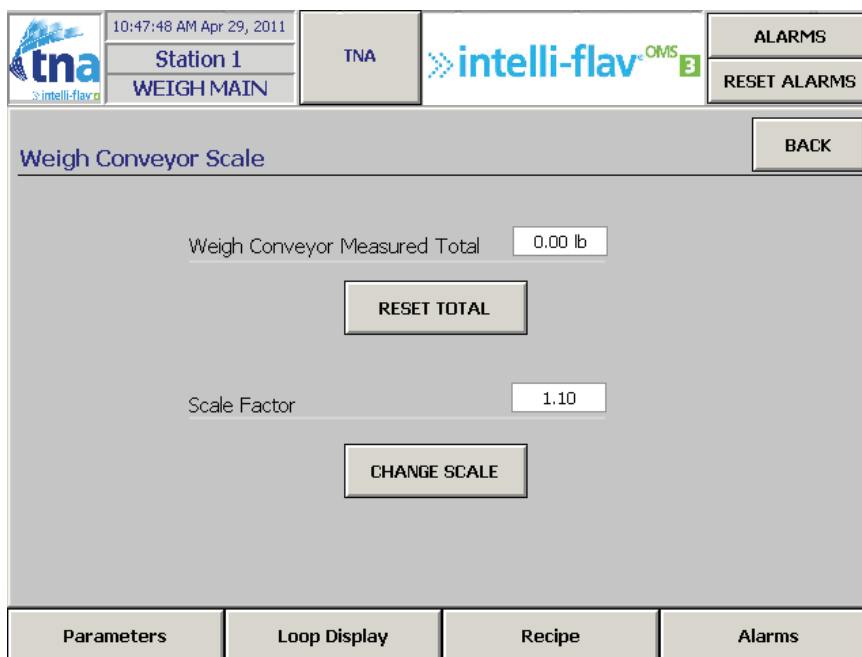 10:47:48 AM Apr 29, 2011
Station 1
WEIGH MAIN
tna
intelli-flav
TNA
intelli-flav OMS 3
ALARMS
RESET ALARMS
BACK
Weigh Conveyor Scale
Weigh Conveyor Measured Total 0.00 lb
RESET TOTAL
Scale Factor 1.10
CHANGE SCALE
Parameters Loop Display Recipe Alarms